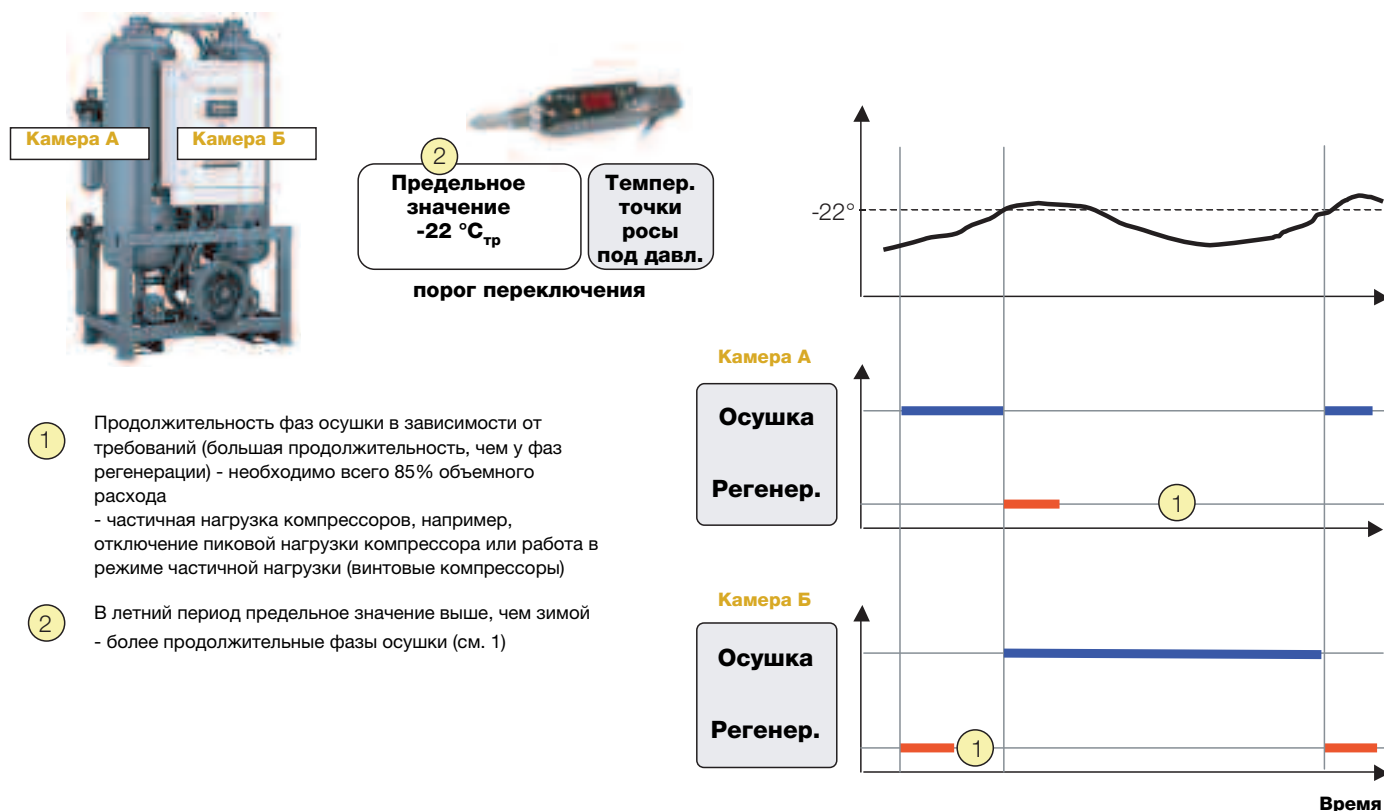 Камера А
Камера Б
2
Предельное
значение
-22 °Cтр
Темпер.
точки
росы
под давл.
порог переключения
1
Продолжительность фаз осушки в зависимости от
требований (большая продолжительность, чем у фаз
регенерации) - необходимо всего 85% объемного
расхода
- частичная нагрузка компрессоров, например,
отключение пиковой нагрузки компрессора или работа в
режиме частичной нагрузки (винтовые компрессоры)
2
В летний период предельное значение выше, чем зимой
- более продолжительные фазы осушки (см. 1)
-22°
Камера А
Осушка
Регенер.
1
Камера Б
Осушка
Регенер.
1
Время